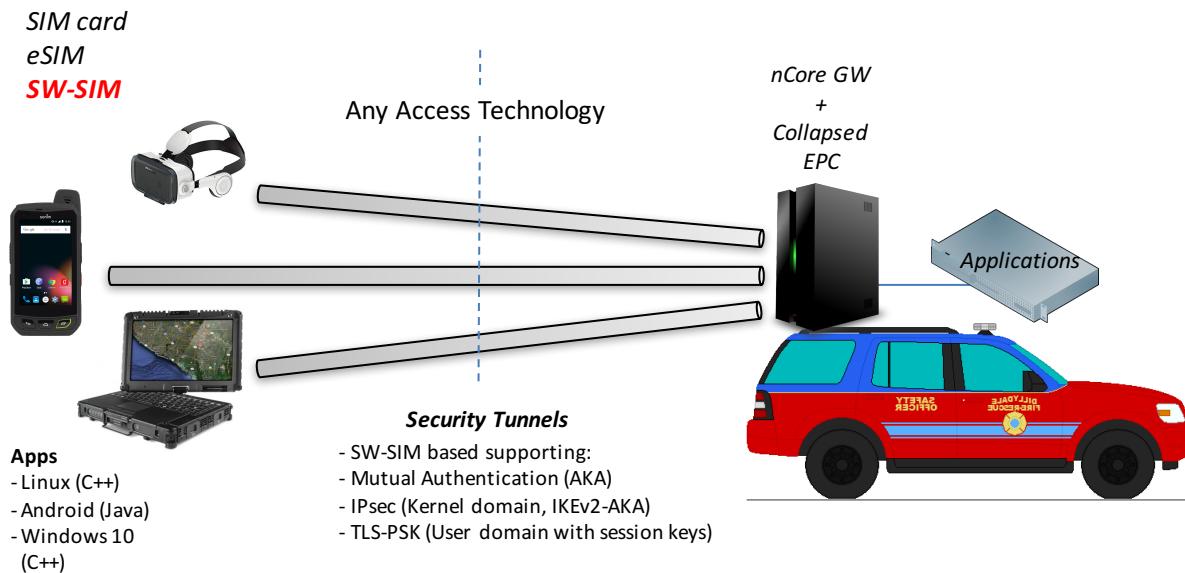 SIM card
eSIM
SW-SIM
Any Access Technology
nCore GW
+
Collapsed
EPC
sonim
Applications
SAFETY
OFFICER
DILLYDALE
FIRE-RESCUE
Security Tunnels
- SW-SIM based supporting:
- Mutual Authentication (AKA)
- IPsec (Kernel domain, IKEv2-AKA)
- TLS-PSK (User domain with session keys)
Apps
- Linux (C++)
- Android (Java)
- Windows 10
(C++)